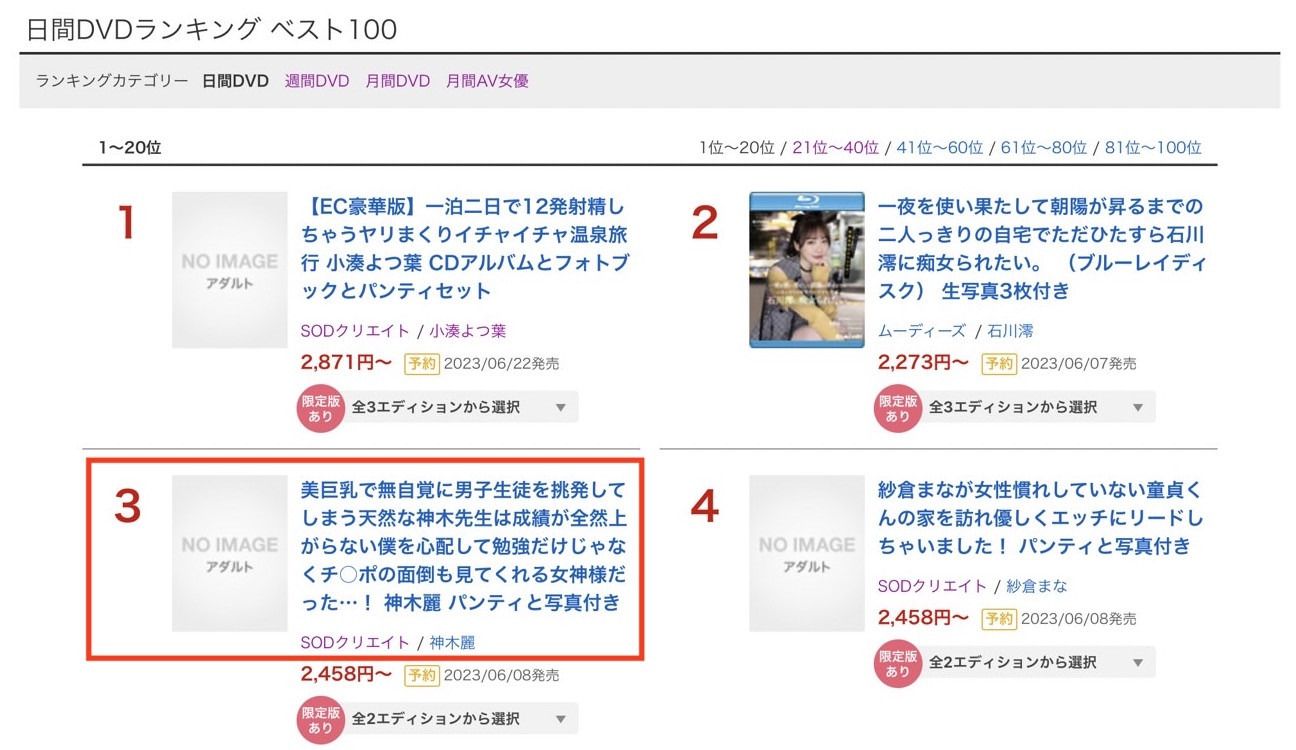 日間DVDランキング ベスト100
ランキングカテゴリー 日間DVD 週間DVD 月間DVD 月間AV女優
1〜20位
1位〜20位 / 21位〜40位 / 41位〜60位 / 61位〜80位 / 81位〜100位
1
NO IMAGE
アダルト
【EC豪華版】一泊二日で12発射精し
ちゃうヤリまくりイチャイチャ温泉旅
行 小湊よつ葉 CDアルバムとフォトブ
ックとパンティセット
SODクリエイト / 小湊よつ葉
2,871円〜 予約 2023/06/22発売
限定版
あり
全3エディションから選択 ▼
2
一夜を使い果たして朝陽が昇るまでの
二人っきりの自宅でただひたすら石川
澪に痴女られたい。 （ブルーレイディ
スク） 生写真3枚付き
ムーディーズ / 石川澪
2,273円〜 予約 2023/06/07発売
限定版
あり
全3エディションから選択 ▼
3
NO IMAGE
アダルト
美巨乳で無自覚に男子生徒を挑発して
しまう天然な神木先生は成績が全然上
がらない僕を心配して勉強だけじゃな
くチ○ポの面倒も見てくれる女神様だ
った…！ 神木麗 パンティと写真付き
SODクリエイト / 神木麗
2,458円〜 予約 2023/06/08発売
限定版
あり
全2エディションから選択 ▼
4
NO IMAGE
アダルト
紗倉まなが女性慣れしていない童貞く
んの家を訪れ優しくエッチにリードし
ちゃいました！ パンティと写真付き
SODクリエイト / 紗倉まな
2,458円〜 予約 2023/06/08発売
限定版
あり
全2エディションから選択 ▼